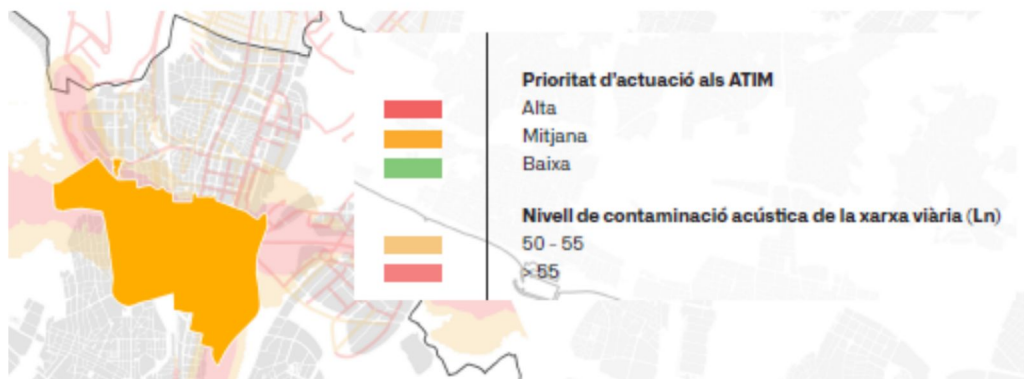 Prioritat d'actuació als ATIM
Alta
Mitjana
Baixa
Nivell de contaminació acústica de la xarxa viària (Ln)
50 - 55
> 55